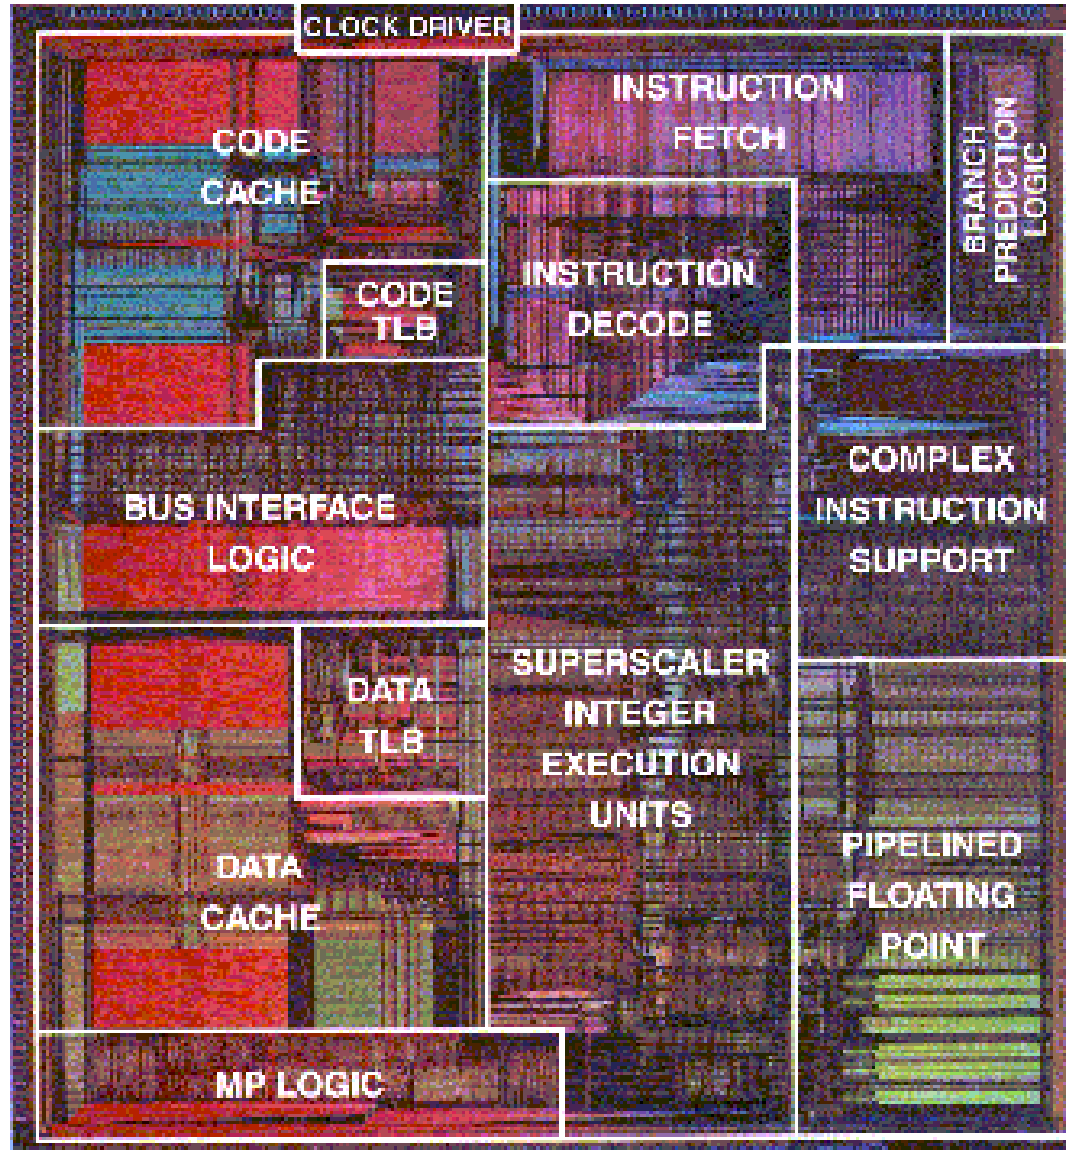 CLOCK DRIVER
CODE
CACHE
CODE
TLB
INSTRUCTION
FETCH
BRANCH
PREDICTION
LOGIC
INSTRUCTION
DECODE
BUS INTERFACE
LOGIC
COMPLEX
INSTRUCTION
SUPPORT
DATA
TLB
SUPERSCALER
INTEGER
EXECUTION
UNITS
DATA
CACHE
PIPELINED
FLOATING
POINT
MP LOGIC